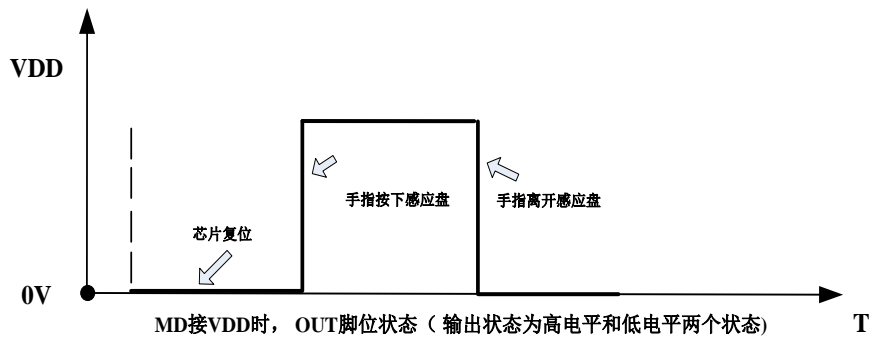 VDD
手指按下感应盘
手指离开感应盘
芯片复位
0V
MD接VDD时， OUT脚位状态（ 输出状态为高电平和低电平两个状态)
T